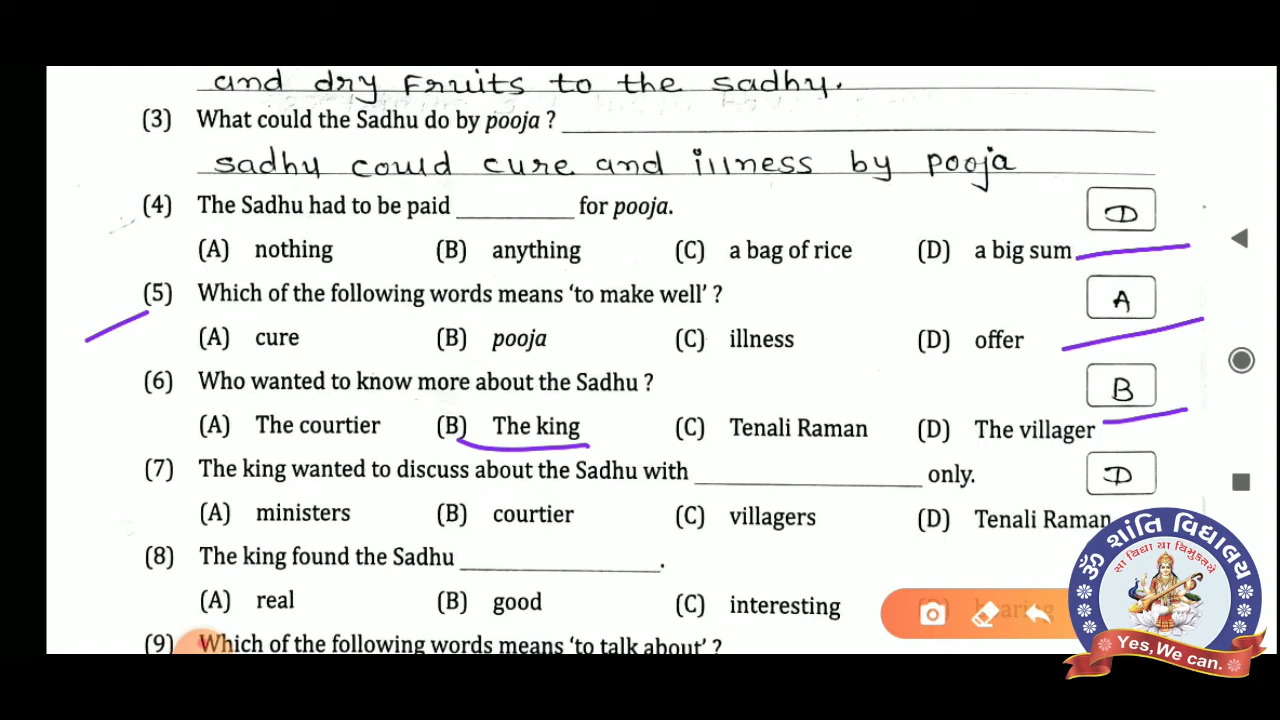 and dry Fruits to the sadhu.
(3) What could the Sadhu do by pooja ?
sadhu could cure and illness by pooja
(4) The Sadhu had to be paid __________ for pooja. D
(A) nothing (B) anything (C) a bag of rice (D) a big sum
(5) Which of the following words means ‘to make well’ ? A
(A) cure (B) pooja (C) illness (D) offer
(6) Who wanted to know more about the Sadhu ? B
(A) The courtier (B) The king (C) Tenali Raman (D) The villager
(7) The king wanted to discuss about the Sadhu with __________ only. D
(A) ministers (B) courtier (C) villagers (D) Tenali Raman
(8) The king found the Sadhu __________.
(A) real (B) good (C) interesting (D) hearing
(9) Which of the following words means ‘to talk about’ ?
ૐ શાંતિ વિદ્યાલય
सा विद्या या विमुक्तये
Yes, We can.